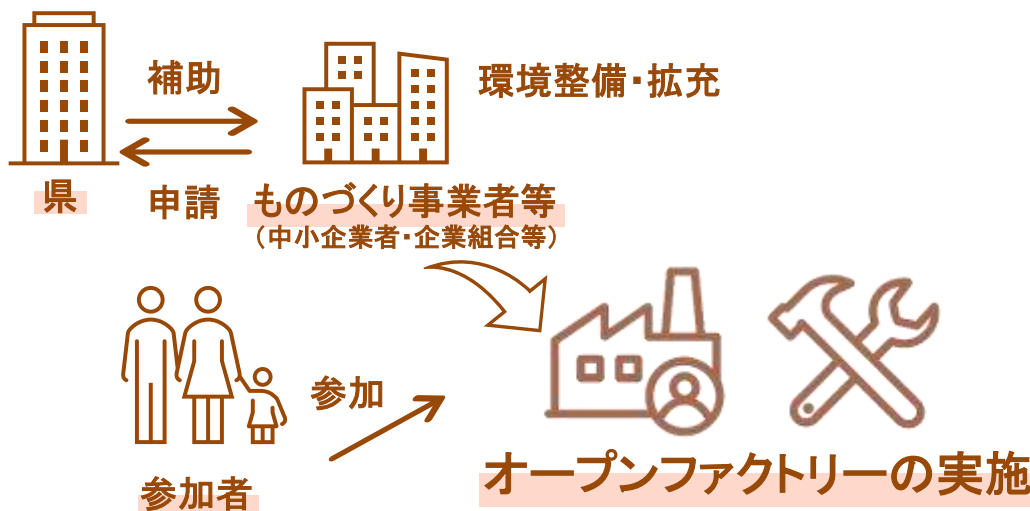 補助
環境整備・拡充
県
申請
ものづくり事業者等
（中小企業者・企業組合等）
参加
参加者
オープンファクトリーの実施